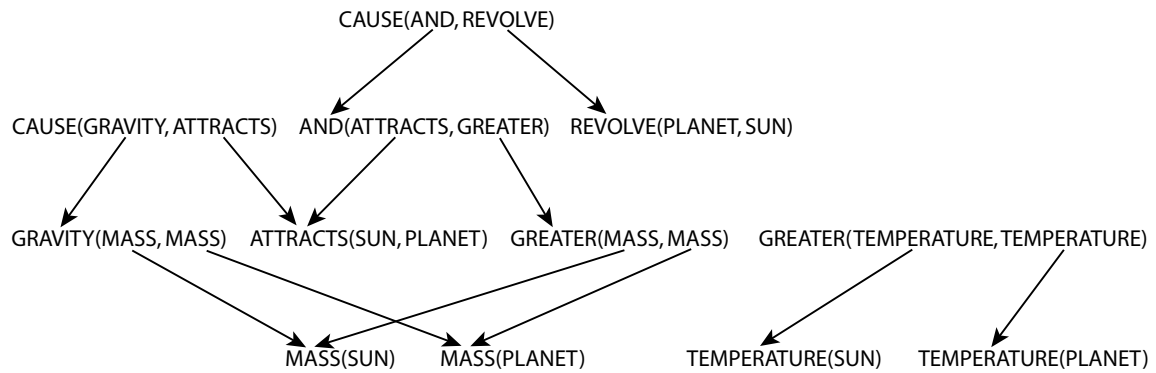 CAUSE(AND, REVOLVE)
CAUSE(GRAVITY, ATTRACTS) AND(ATTRACTS, GREATER) REVOLVE(PLANET, SUN)
GRAVITY(MASS, MASS) ATTRACTS(SUN, PLANET) GREATER(MASS, MASS) GREATER(TEMPERATURE, TEMPERATURE)
MASS(SUN) MASS(PLANET) TEMPERATURE(SUN) TEMPERATURE(PLANET)